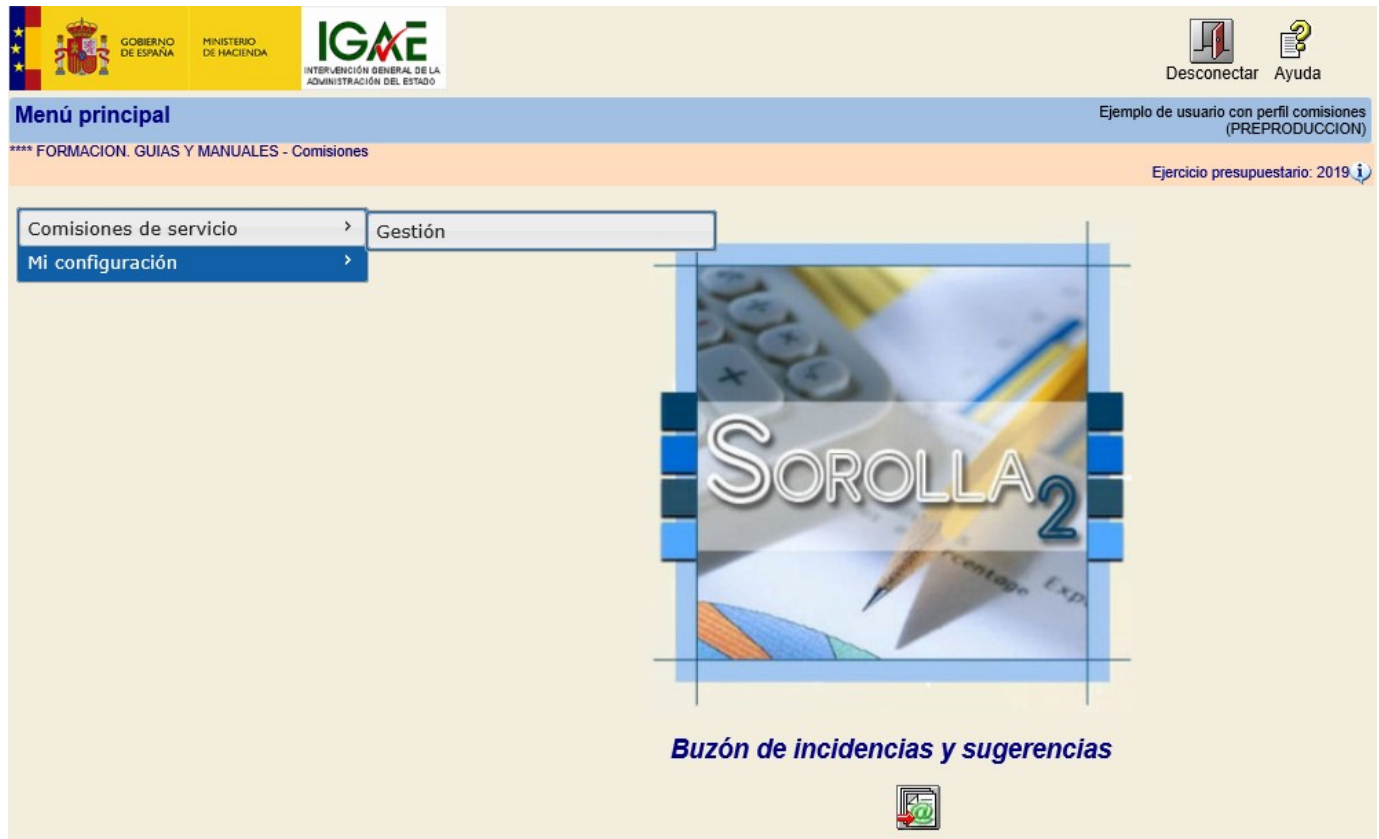 GOBIERNO
DE ESPAÑA
MINISTERIO
DE HACIENDA
IGAE
INTERVENCIÓN GENERAL DE LA
ADMINISTRACIÓN DEL ESTADO
Desconectar Ayuda
Menú principal
Ejemplo de usuario con perfil comisiones
(PREPRODUCCION)
**** FORMACION. GUIAS Y MANUALES - Comisiones
Ejercicio presupuestario: 2019
Comisiones de servicio >
Gestión
Mi configuración >
SOROLLA2
Buzón de incidencias y sugerencias